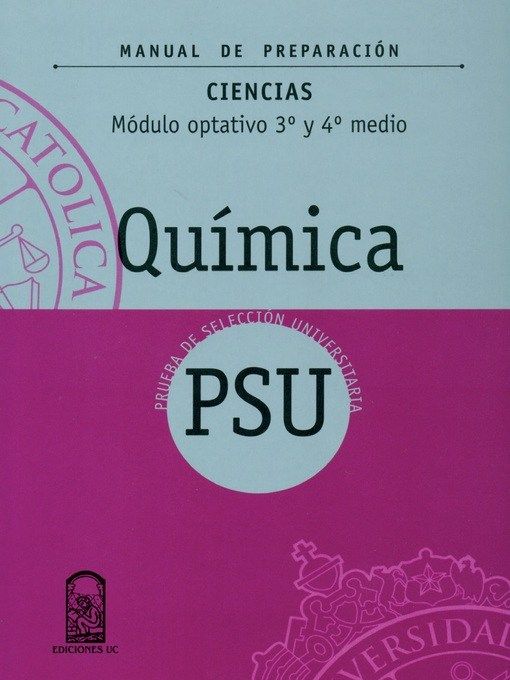 MANUAL DE PREPARACIÓN
CIENCIAS
Módulo optativo 3º y 4º medio
CATOLICA
Química
PRUEBA DE SELECCIÓN UNIVERSITARIA
PSU
EDICIONES UC
VERSIDAD